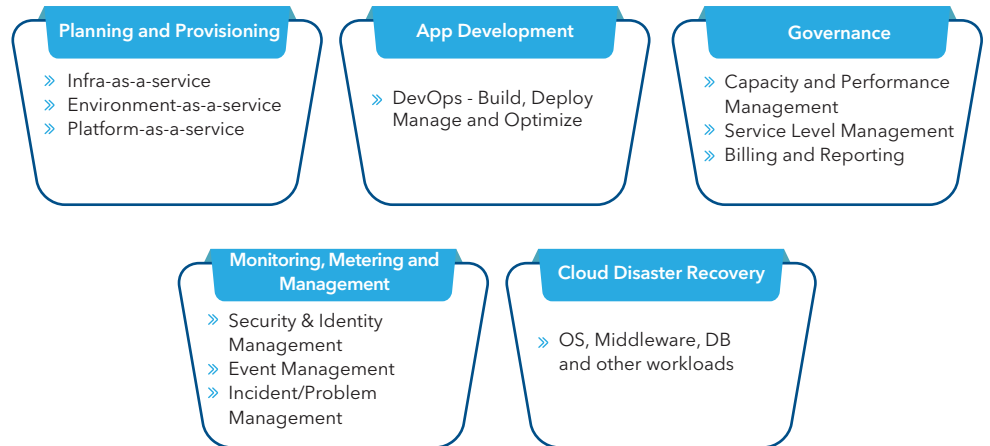 Planning and Provisioning
Infra-as-a-service
Environment-as-a-service
Platform-as-a-service
App Development
DevOps - Build, Deploy
Manage and Optimize
Governance
Capacity and Performance
Management
Service Level Management
Billing and Reporting
Monitoring, Metering and
Management
Security & Identity
Management
Event Management
Incident/Problem
Management
Cloud Disaster Recovery
OS, Middleware, DB
and other workloads